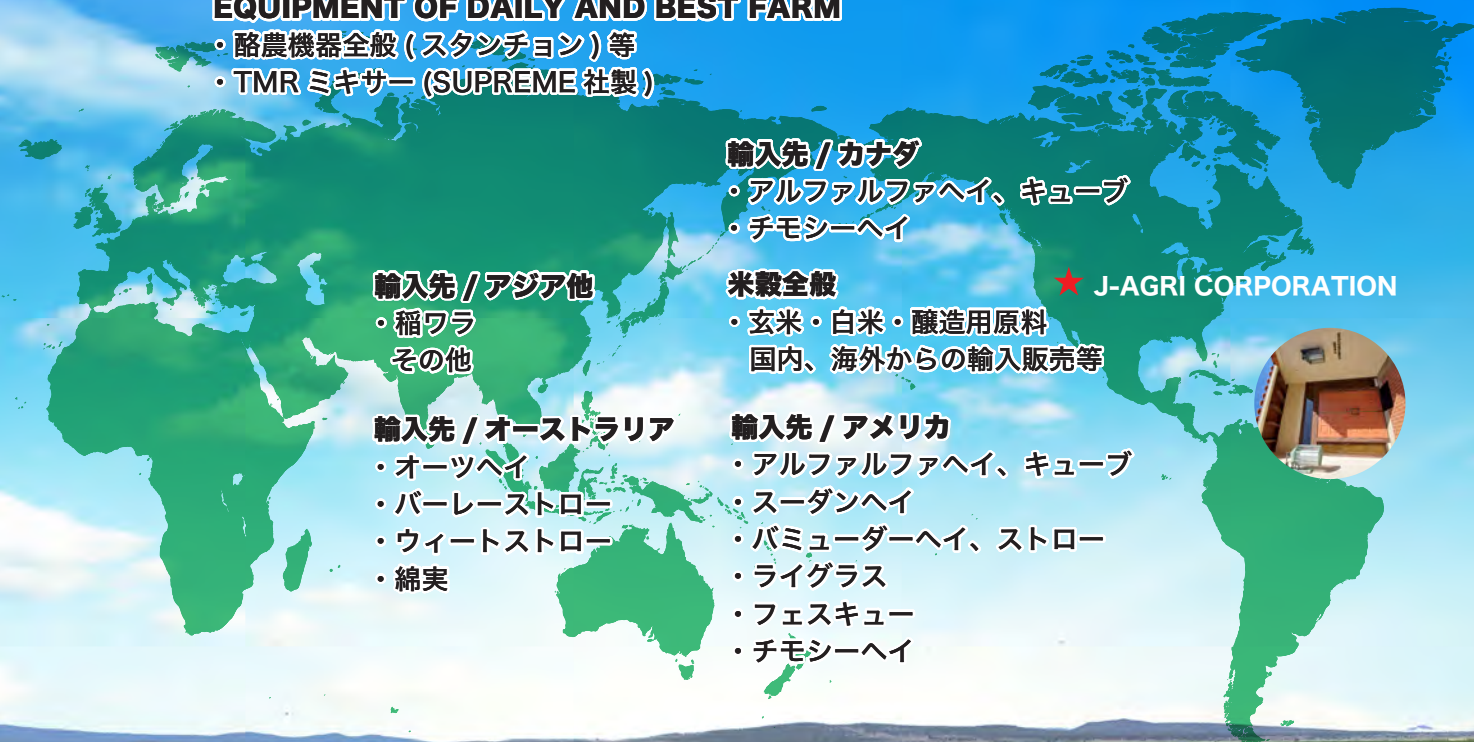 EQUIPMENT OF DAILY AND BEST FARM
・酪農機器全般 ( スタンチョン ) 等
・TMR ミキサー (SUPREME 社製 )
輸入先 / カナダ
・アルファルファヘイ、キューブ
・チモシーヘイ
輸入先 / アジア他
・稲ワラ
その他
米穀全般
・玄米・白米・醸造用原料
国内、海外からの輸入販売等
★ J-AGRI CORPORATION
輸入先 / オーストラリア
・オーツヘイ
・バーレーストロー
・ウィートストロー
・綿実
輸入先 / アメリカ
・アルファルファヘイ、キューブ
・スーダンヘイ
・バミューダーヘイ、ストロー
・ライグラス
・フェスキュー
・チモシーヘイ